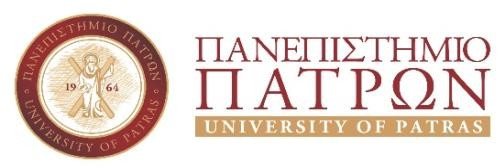 ΠΑΝΕΠΙΣΤΗΜΙΟ ΠΑΤΡΩΝ
19 64
UNIVERSITY OF PATRAS
ΠΑΝΕΠΙΣΤΗΜΙΟ
ΠΑΤΡΩΝ
UNIVERSITY OF PATRAS